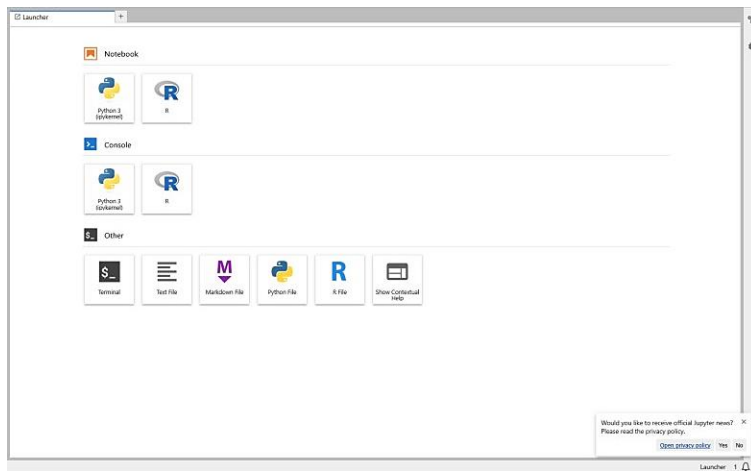 Launcher
+
Notebook
Python 3
(ipykernel)
R
Console
Python 3
(ipykernel)
R
$_ Other
$_
Terminal
Text File
M
Markdown File
Python File
R
R File
Show Contextual
Help
Would you like to receive official Jupyter news?
Please read the privacy policy.
Open privacy policy Yes No
Launcher 1